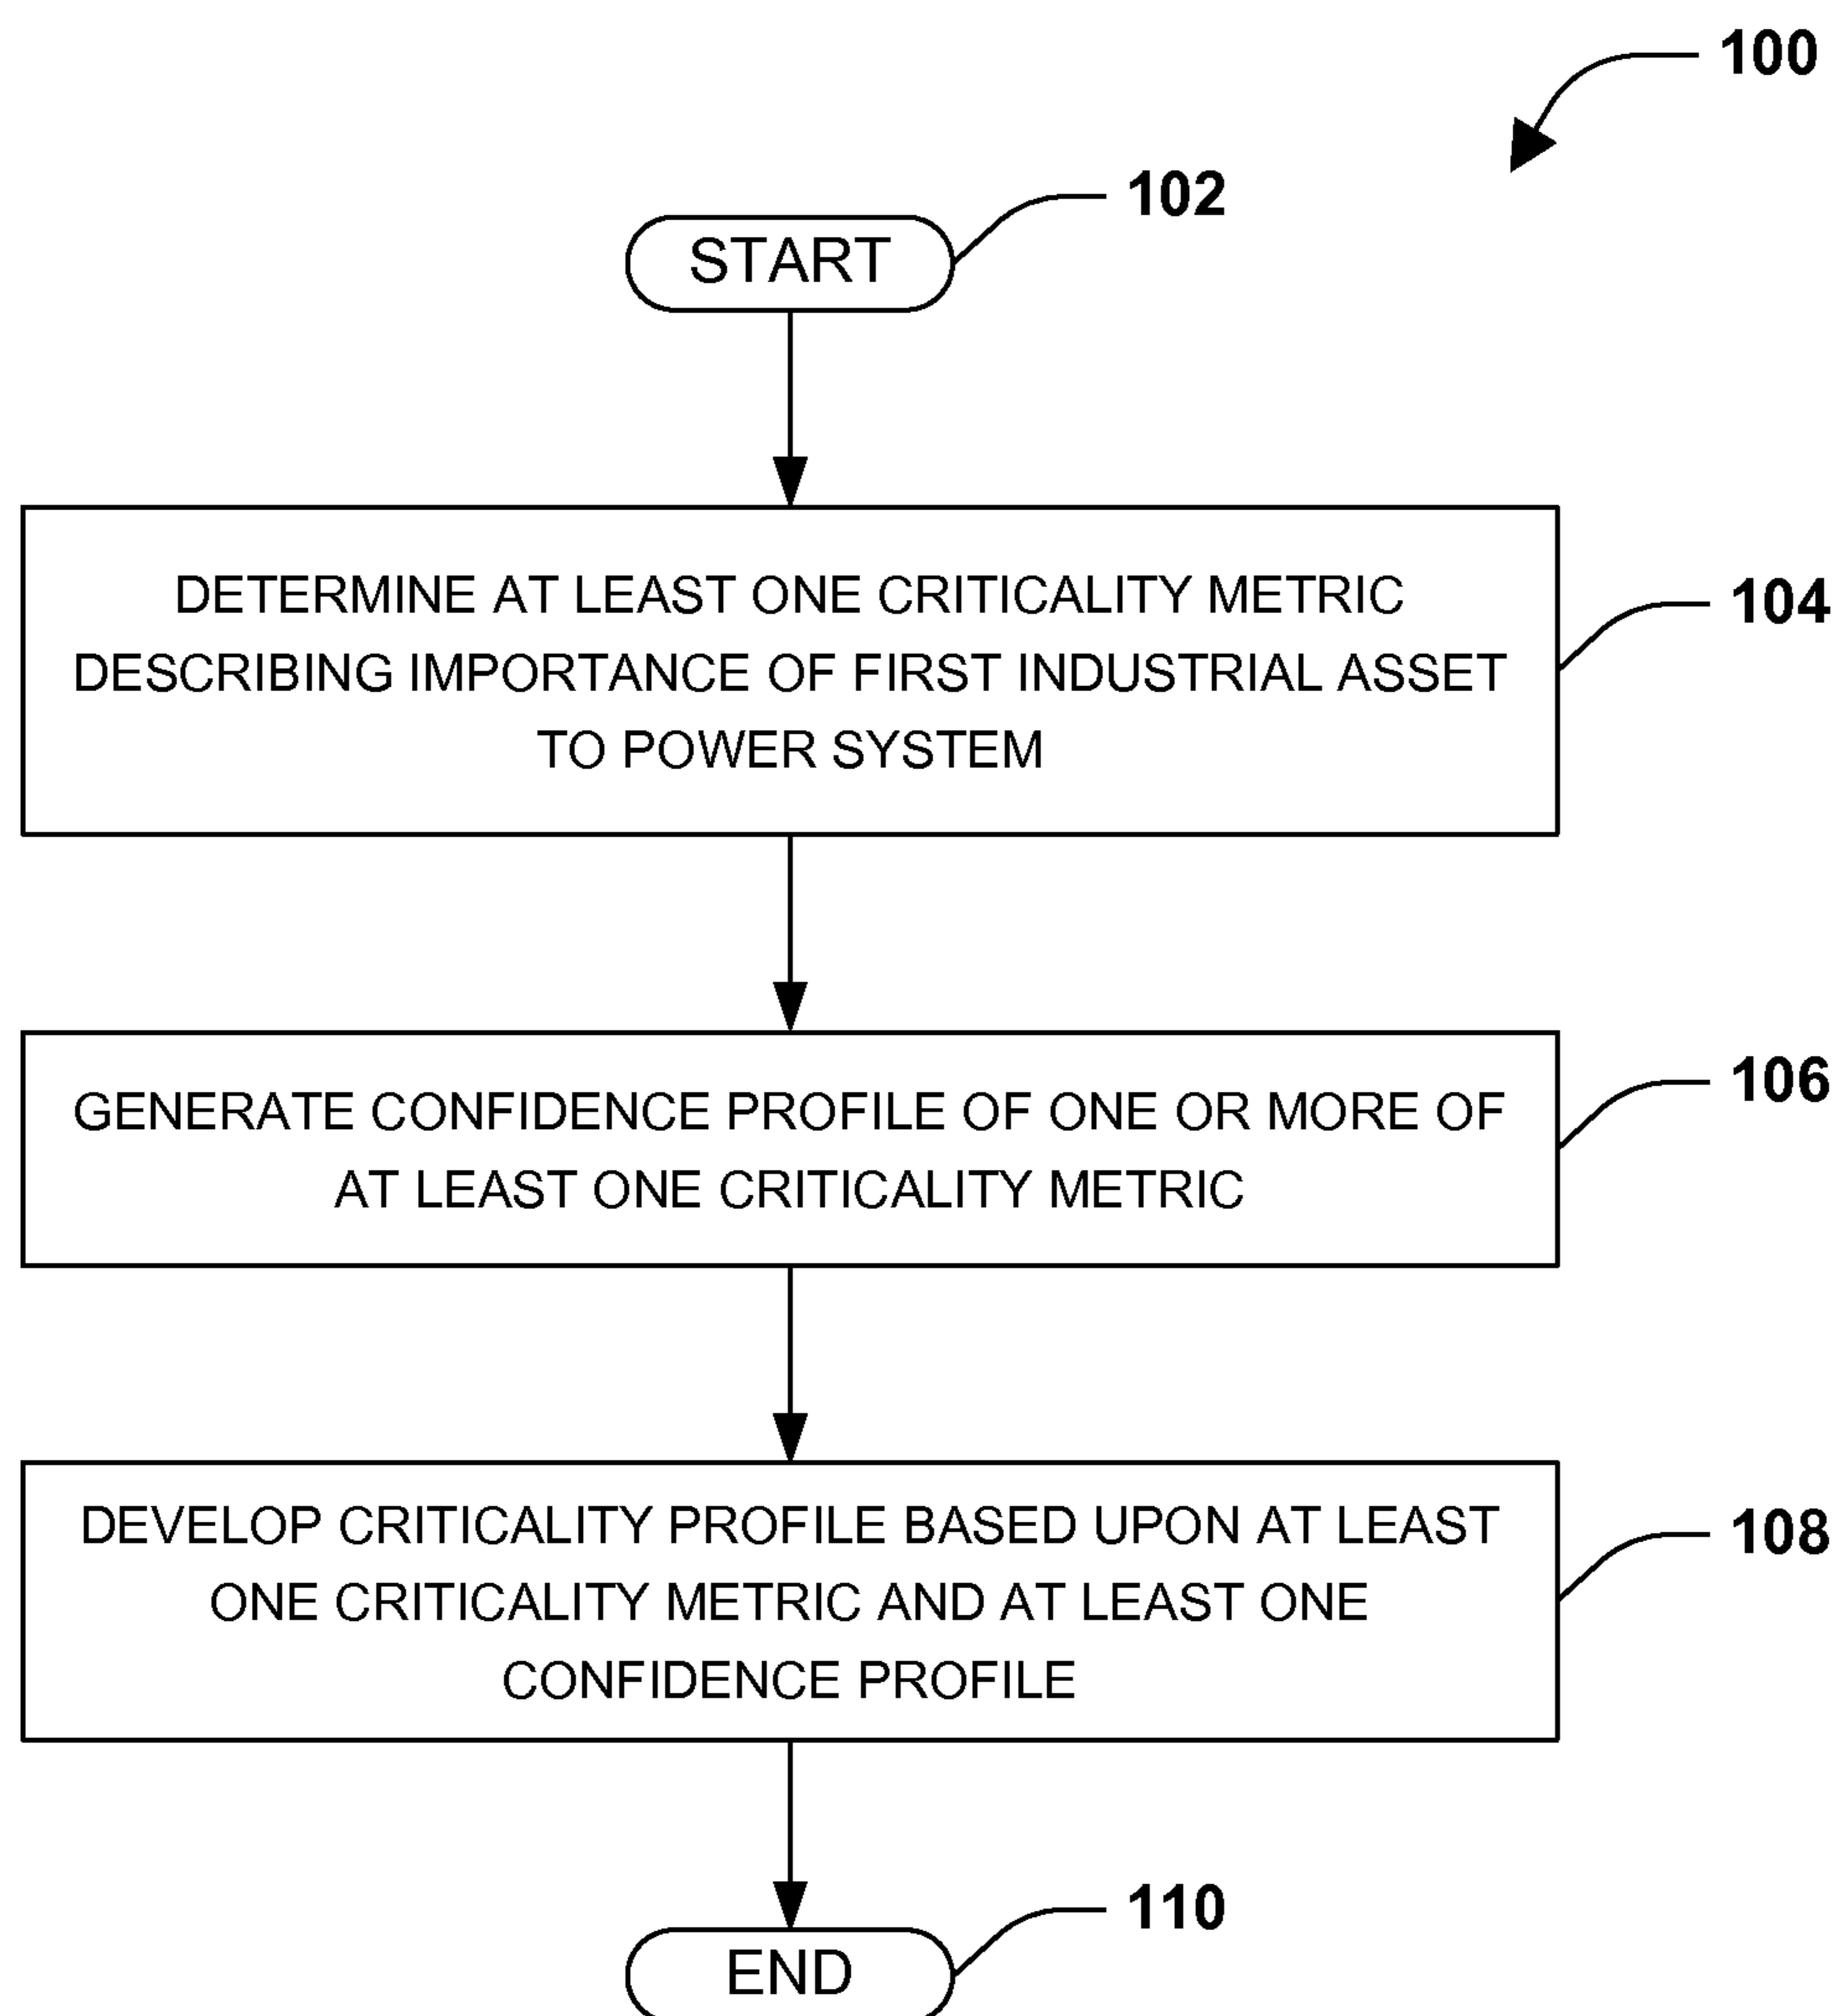 100
102
START
DETERMINE AT LEAST ONE CRITICALITY METRIC
DESCRIBING IMPORTANCE OF FIRST INDUSTRIAL ASSET
TO POWER SYSTEM
104
GENERATE CONFIDENCE PROFILE OF ONE OR MORE OF
AT LEAST ONE CRITICALITY METRIC
106
DEVELOP CRITICALITY PROFILE BASED UPON AT LEAST
ONE CRITICALITY METRIC AND AT LEAST ONE
CONFIDENCE PROFILE
108
110
END